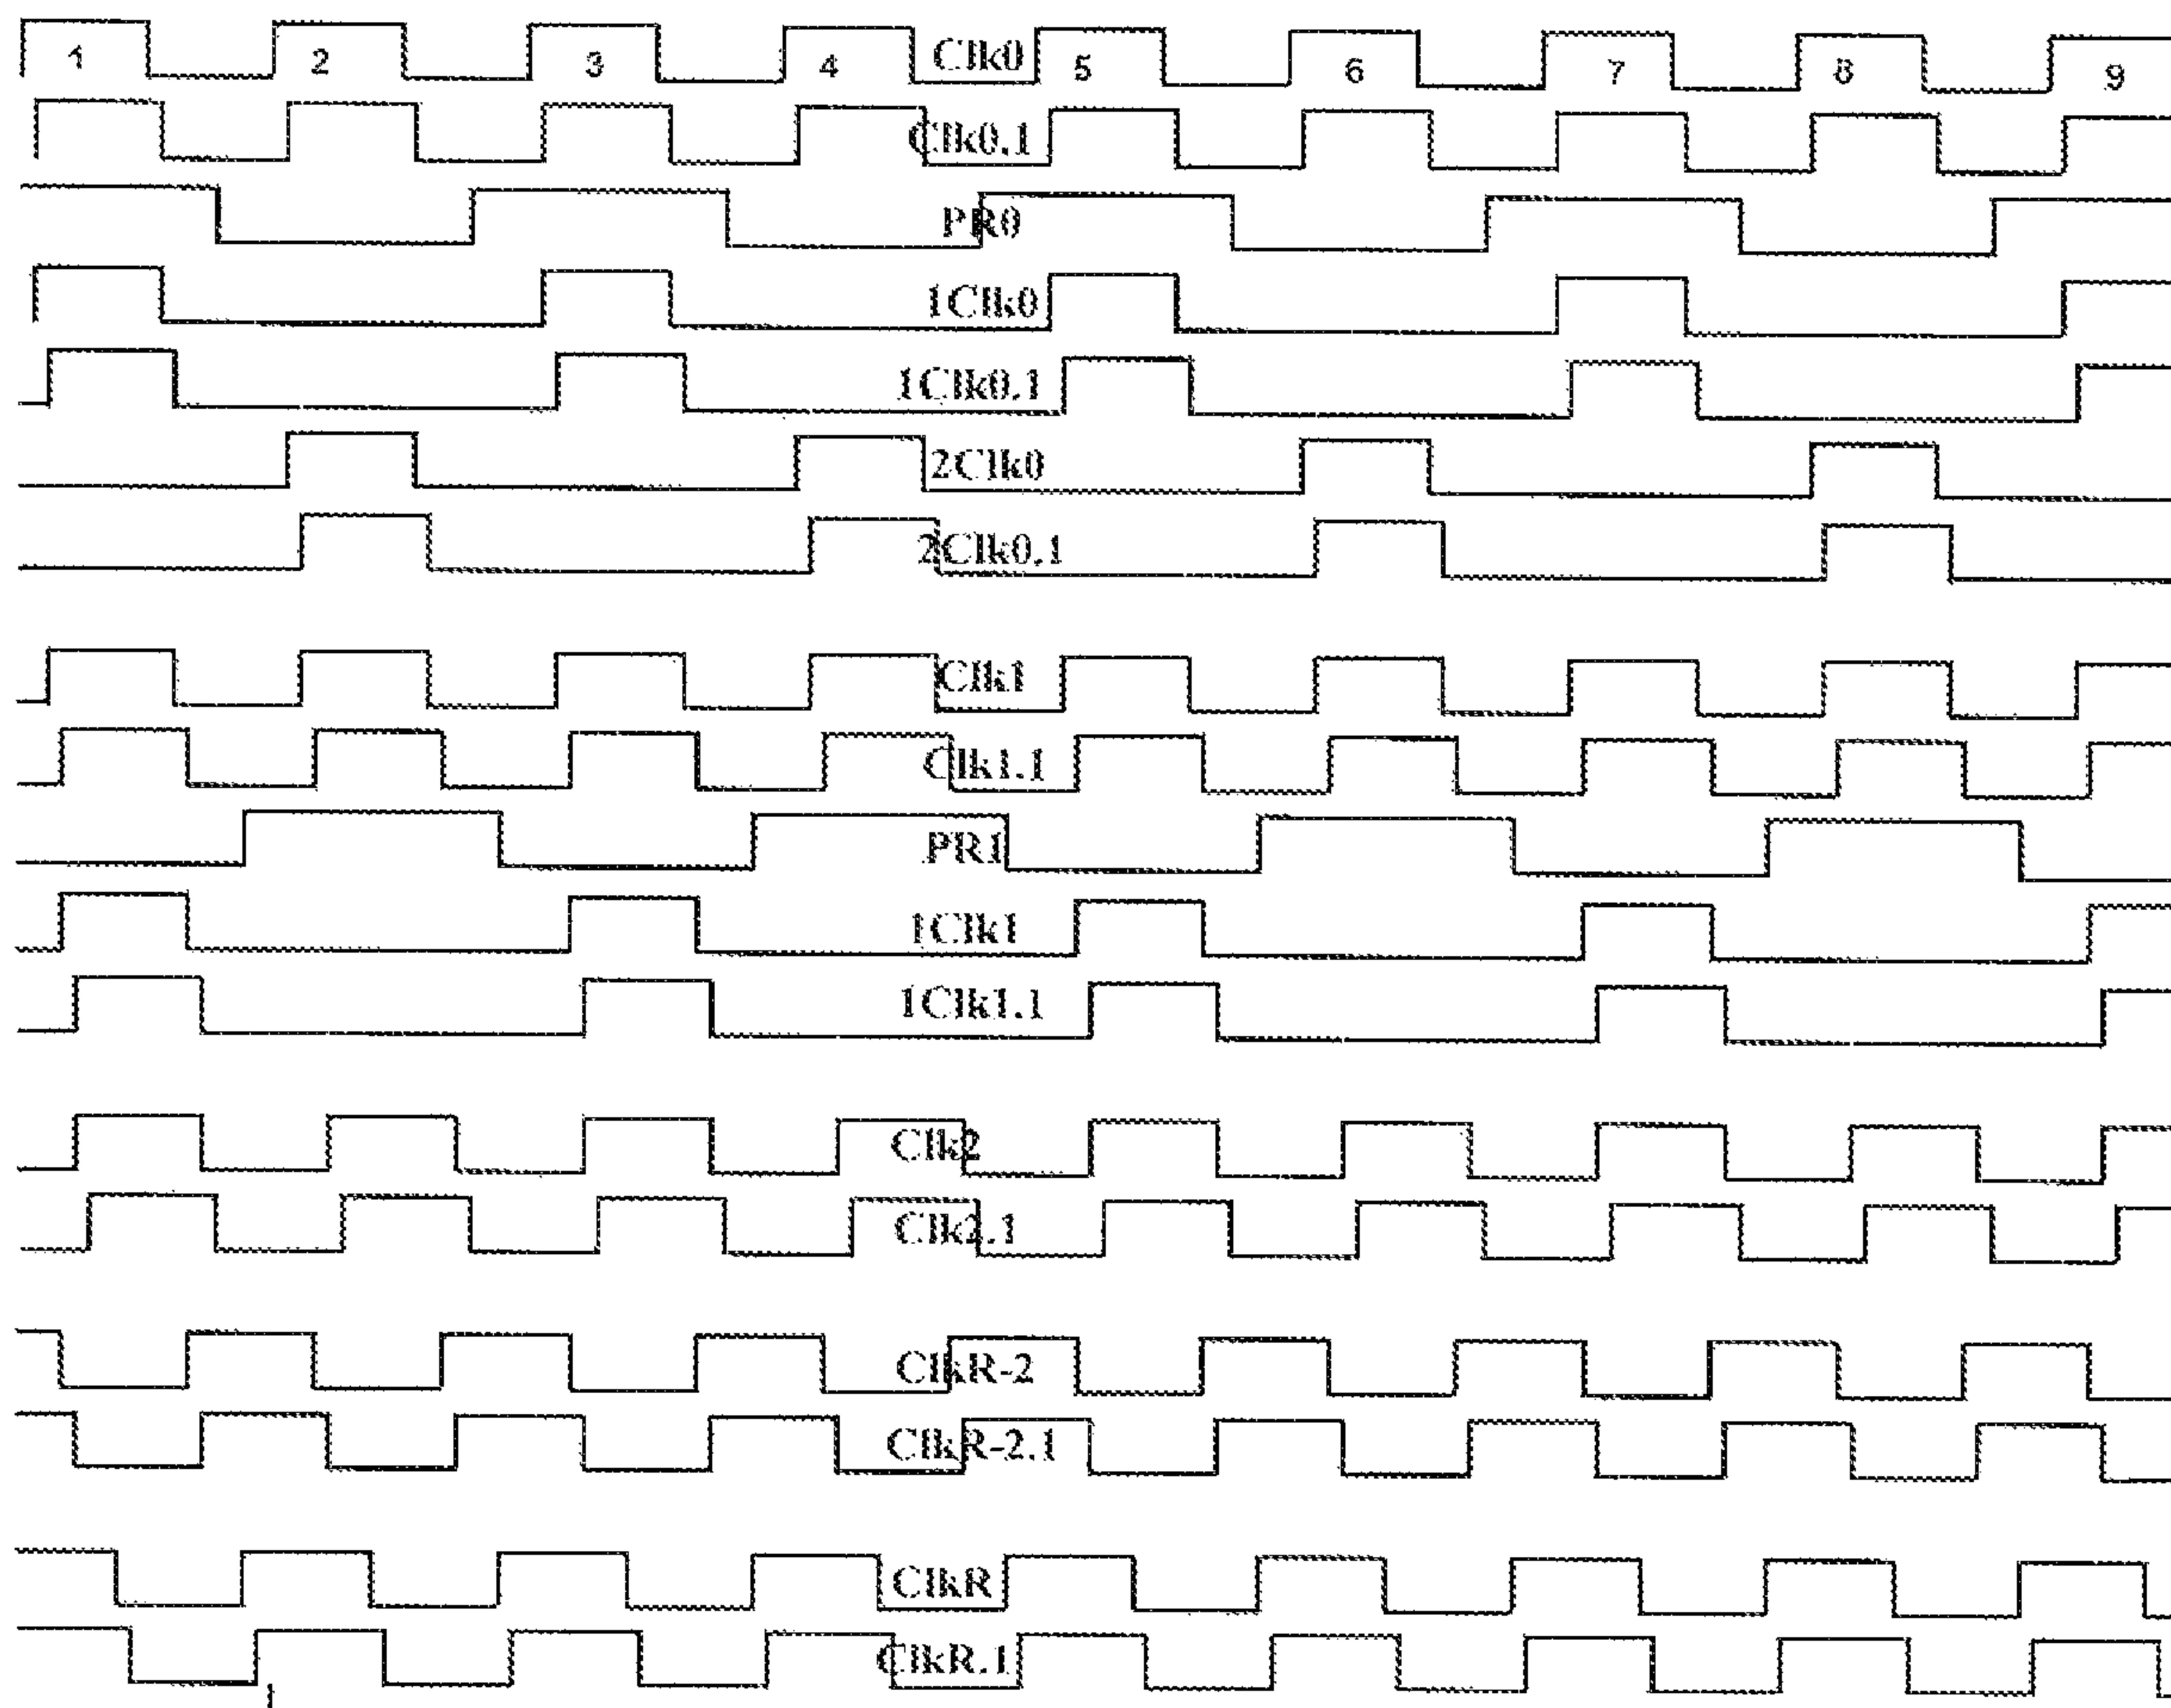 1 2 3 4 Clk0 5 6 7 8 9
Clk0.1
PR0
1Clk0
1Clk0.1
2Clk0
2Clk0.1
Clk1
Clk1.1
PR1
1Clk1
1Clk1.1
Clk2
Clk2.1
ClkR-2
ClkR-2.1
ClkR
ClkR.1